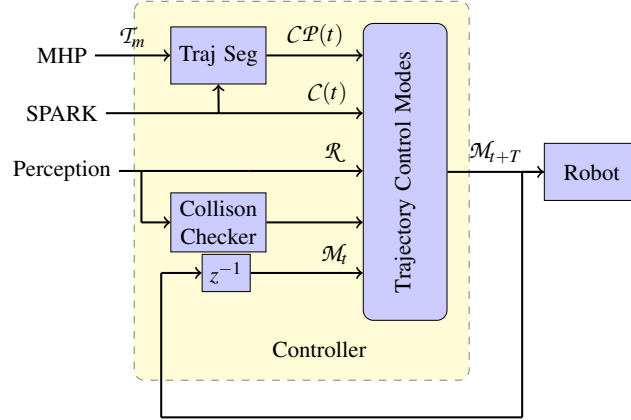 MHP
𝒯ₘ
Traj Seg
𝒞𝒫(t)
SPARK
𝒞(t)
Perception
ℛ
Collison
Checker
z⁻¹
ℳₜ
Trajectory Control Modes
ℳₜ₊T
Robot
Controller